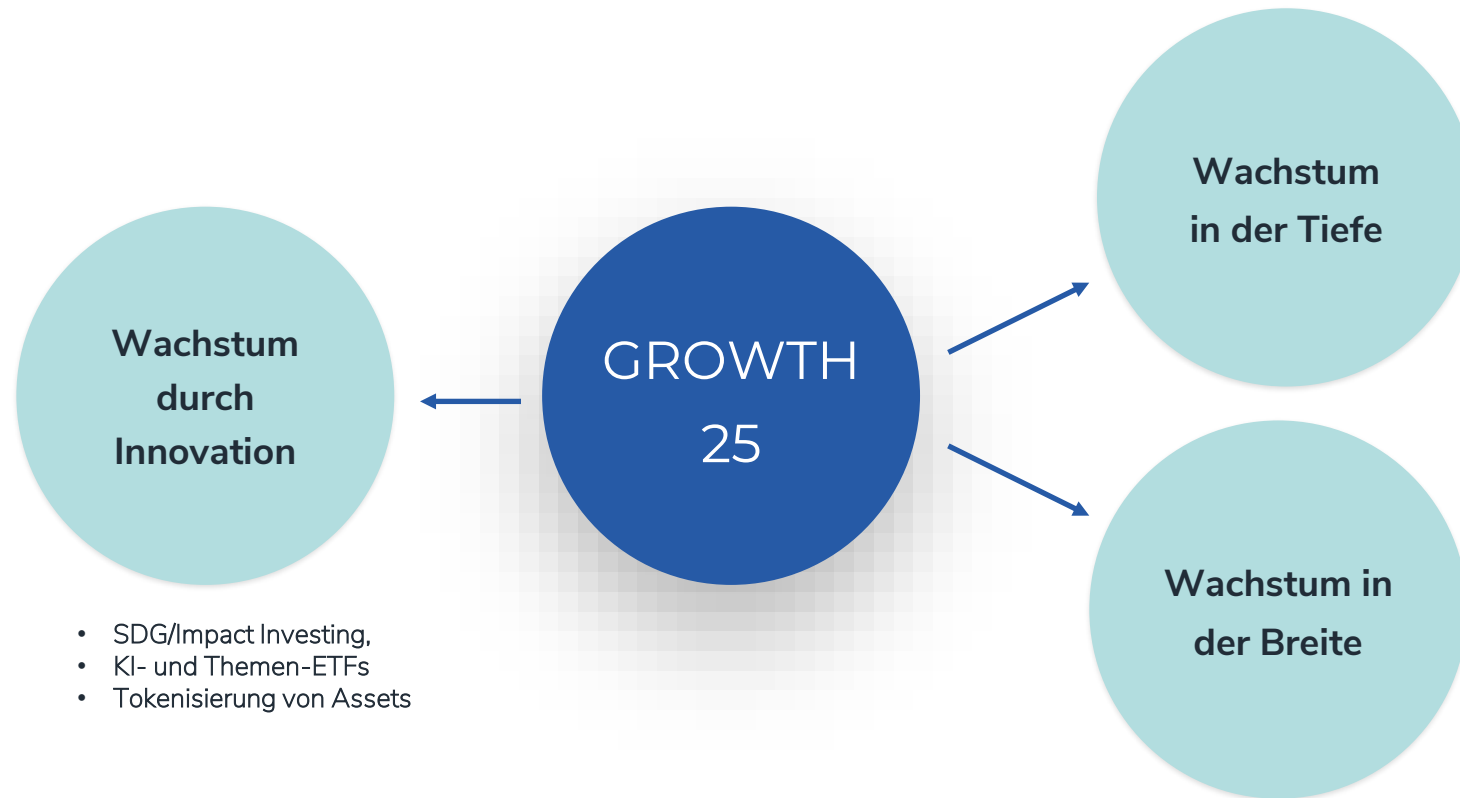 Wachstum
durch
Innovation
• SDG/Impact Investing,
• KI- und Themen-ETFs
• Tokenisierung von Assets
GROWTH
25
Wachstum
in der Tiefe
Wachstum in
der Breite